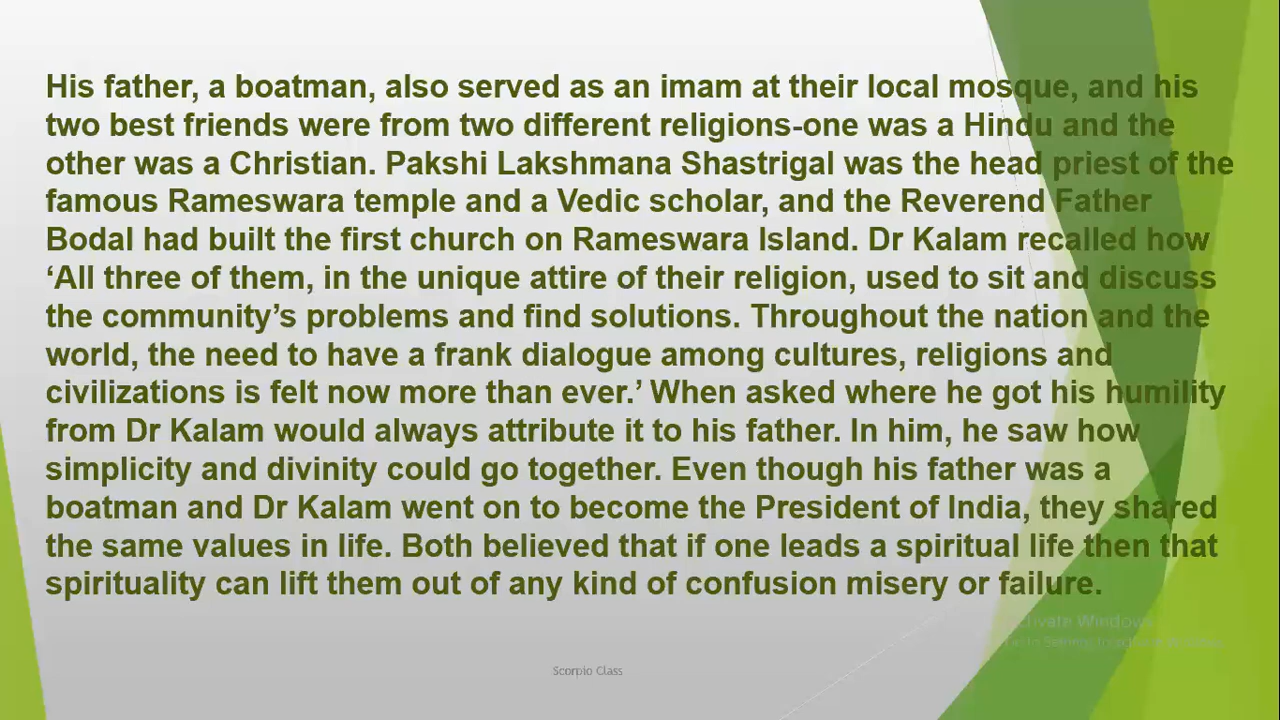 His father, a boatman, also served as an imam at their local mosque, and his
two best friends were from two different religions-one was a Hindu and the
other was a Christian. Pakshi Lakshmana Shastrigal was the head priest of the
famous Rameswara temple and a Vedic scholar, and the Reverend Father
Bodal had built the first church on Rameswara Island. Dr Kalam recalled how
‘All three of them, in the unique attire of their religion, used to sit and discuss
the community’s problems and find solutions. Throughout the nation and the
world, the need to have a frank dialogue among cultures, religions and
civilizations is felt now more than ever.’ When asked where he got his humility
from Dr Kalam would always attribute it to his father. In him, he saw how
simplicity and divinity could go together. Even though his father was a
boatman and Dr Kalam went on to become the President of India, they shared
the same values in life. Both believed that if one leads a spiritual life then that
spirituality can lift them out of any kind of confusion misery or failure.
Windows
Scorpio Class